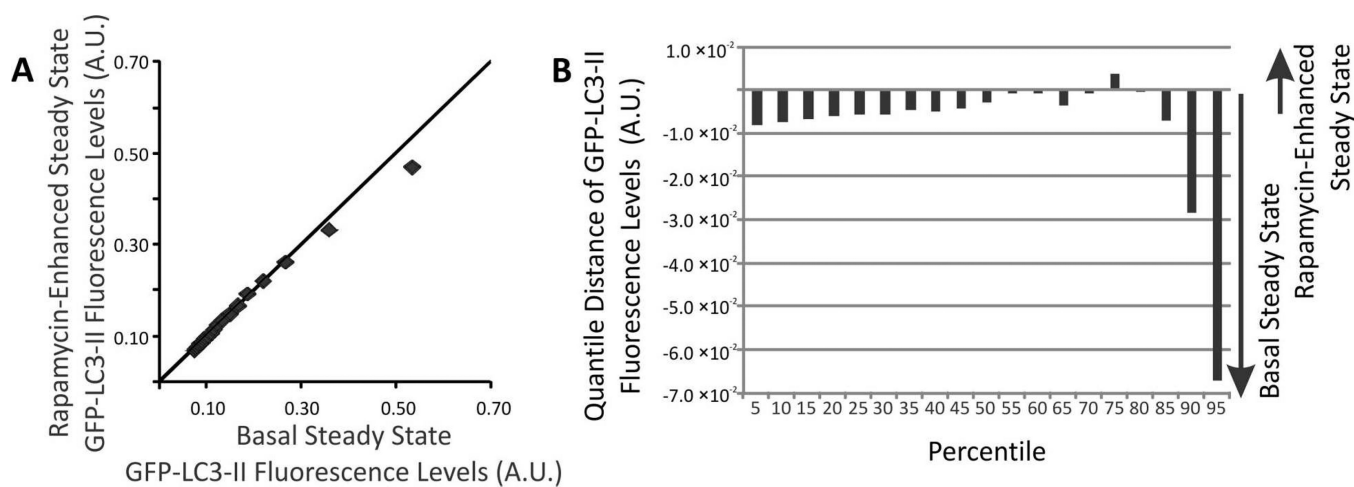 A
Rapamycin-Enhanced Steady State
GFP-LC3-II Fluorescence Levels (A.U.)
0.70
0.50
0.30
0.10
0.10 0.30 0.50 0.70
Basal Steady State
GFP-LC3-II Fluorescence Levels (A.U.)
B
Quantile Distance of GFP-LC3-II
Fluorescence Levels (A.U.)
1.0 ×10⁻²
-1.0 ×10⁻²
-2.0 ×10⁻²
-3.0 ×10⁻²
-4.0 ×10⁻²
-5.0 ×10⁻²
-6.0 ×10⁻²
-7.0 ×10⁻²
5 10 15 20 25 30 35 40 45 50 55 60 65 70 75 80 85 90 95
Percentile
Basal Steady State
Rapamycin-Enhanced
Steady State